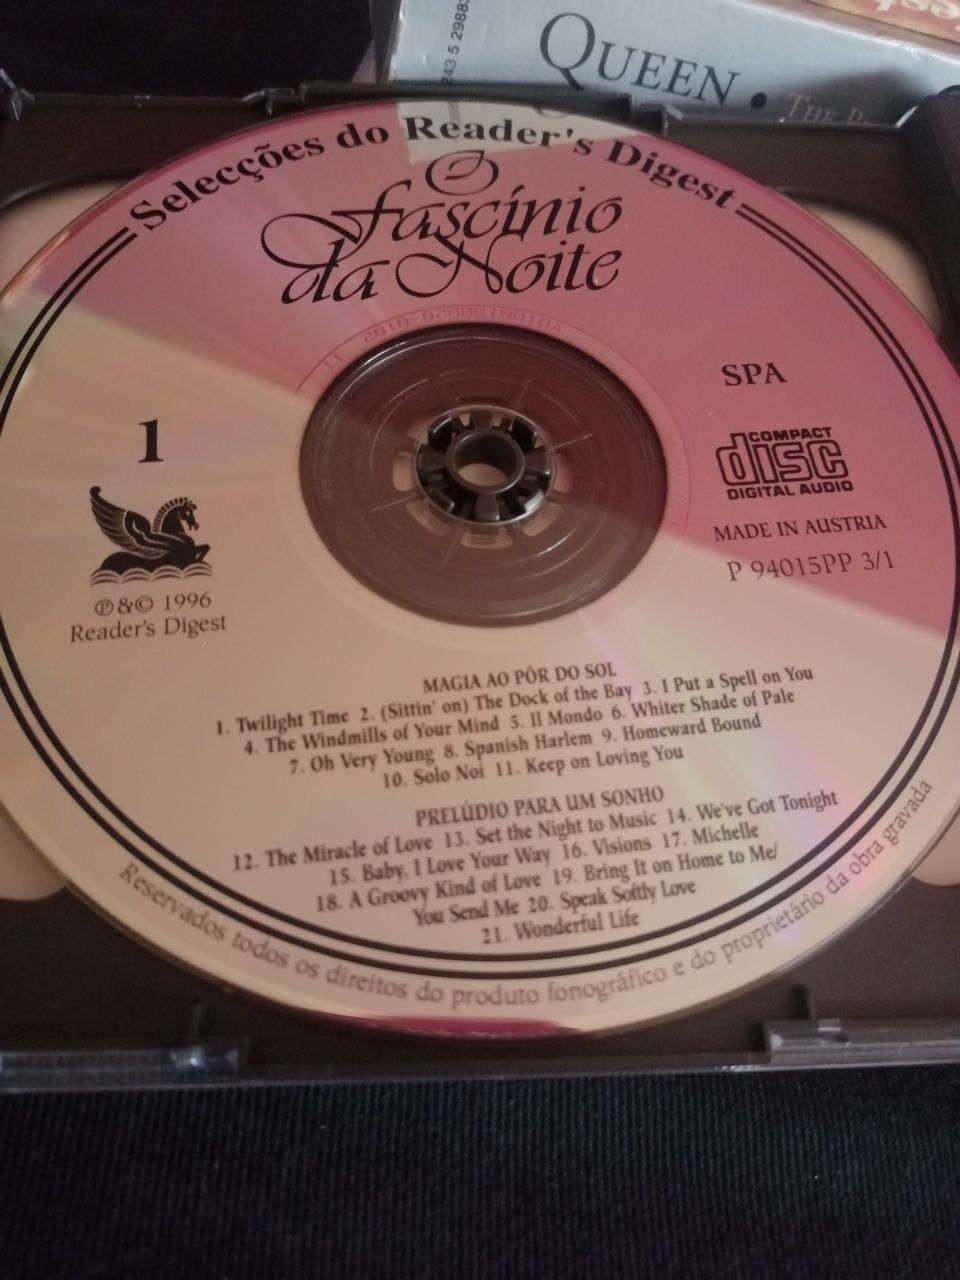 243 5 29883
QUEEN • THE
Selecções do Reader's Digest
O
Fascínio
da Noite
SPA
1
COMPACT
disc
DIGITAL AUDIO
MADE IN AUSTRIA
P 94015PP 3/1
℗&© 1996
Reader's Digest
MAGIA AO PÔR DO SOL
1. Twilight Time 2. (Sittin' on) The Dock of the Bay 3. I Put a Spell on You
4. The Windmills of Your Mind 5. Il Mondo 6. Whiter Shade of Pale
7. Oh Very Young 8. Spanish Harlem 9. Homeward Bound
10. Solo Noi 11. Keep on Loving You
PRELÚDIO PARA UM SONHO
12. The Miracle of Love 13. Set the Night to Music 14. We've Got Tonight
15. Baby, I Love Your Way 16. Visions 17. Michelle
18. A Groovy Kind of Love 19. Bring It on Home to Me/
You Send Me 20. Speak Softly Love
21. Wonderful Life
Reservados todos os direitos do produto fonográfico e do proprietário da obra gravada